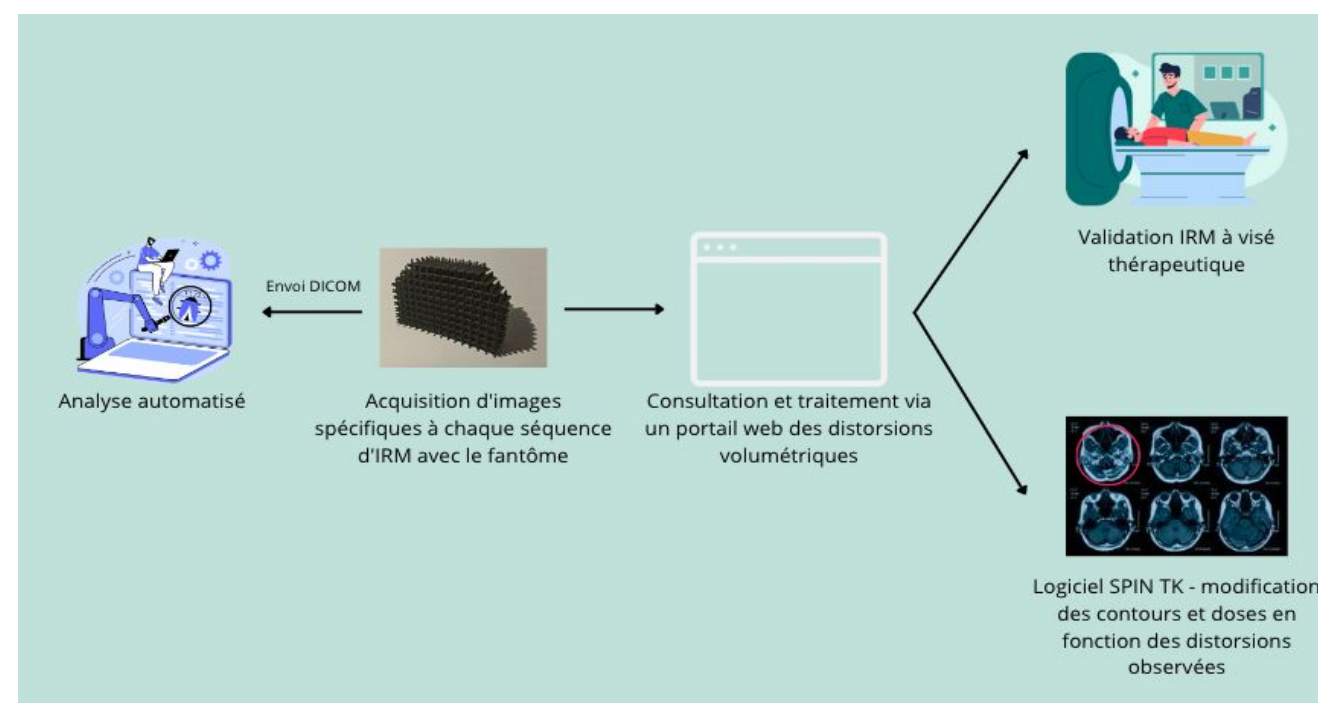 Envoi DICOM
Analyse automatisé
Acquisition d'images
spécifiques à chaque séquence
d'IRM avec le fantôme
Consultation et traitement via
un portail web des distorsions
volumétriques
Validation IRM à visé
thérapeutique
Logiciel SPIN TK - modification
des contours et doses en
fonction des distorsions
observées